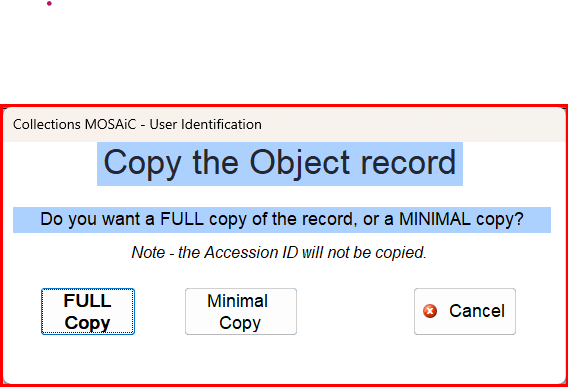 Collections MOSAiC - User Identification
Copy the Object record
Do you want a FULL copy of the record, or a MINIMAL copy?
Note - the Accession ID will not be copied.
FULL
Copy
Minimal
Copy
Cancel